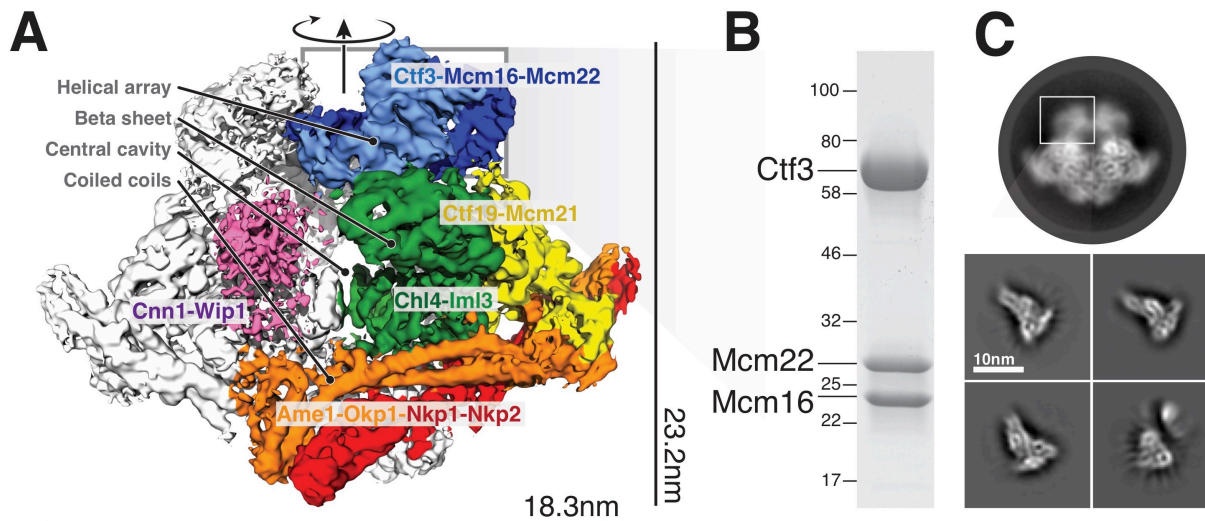 A
Helical array
Beta sheet
Central cavity
Coiled coils
Ctf3-Mcm16-Mcm22
Ctf19-Mcm21
Cnn1-Wip1
Chl4-Iml3
Ame1-Okp1-Nkp1-Nkp2
23.2nm
18.3nm
B
100
80
Ctf3
58
46
32
Mcm22
25
Mcm16
22
17
C
10nm